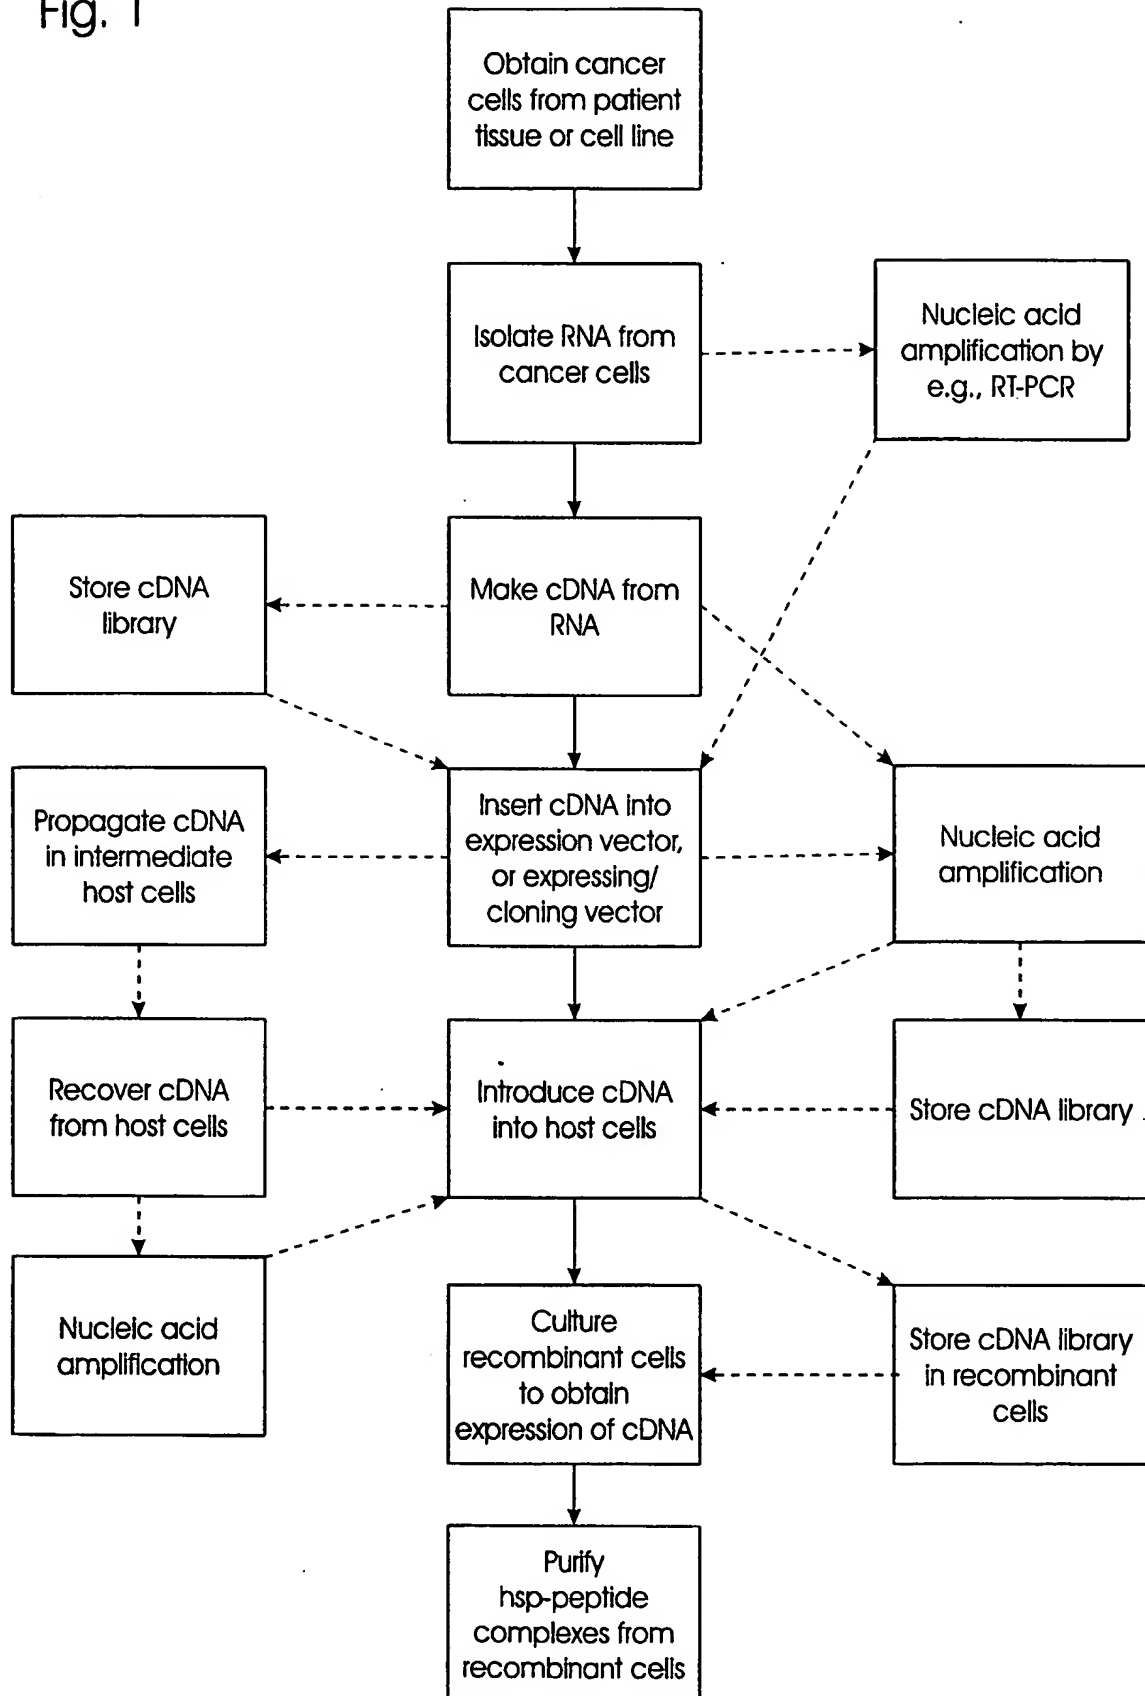 Fig. 1
Obtain cancer
cells from patient
tissue or cell line
Isolate RNA from
cancer cells
Nucleic acid
amplification by
e.g., RT-PCR
Store cDNA
library
Make cDNA from
RNA
Propagate cDNA
in intermediate
host cells
Insert cDNA into
expression vector,
or expressing/
cloning vector
Nucleic acid
amplification
Recover cDNA
from host cells
Introduce cDNA
into host cells
Store cDNA library
Nucleic acid
amplification
Culture
recombinant cells
to obtain
expression of cDNA
Store cDNA library
in recombinant
cells
Purify
hsp-peptide
complexes from
recombinant cells